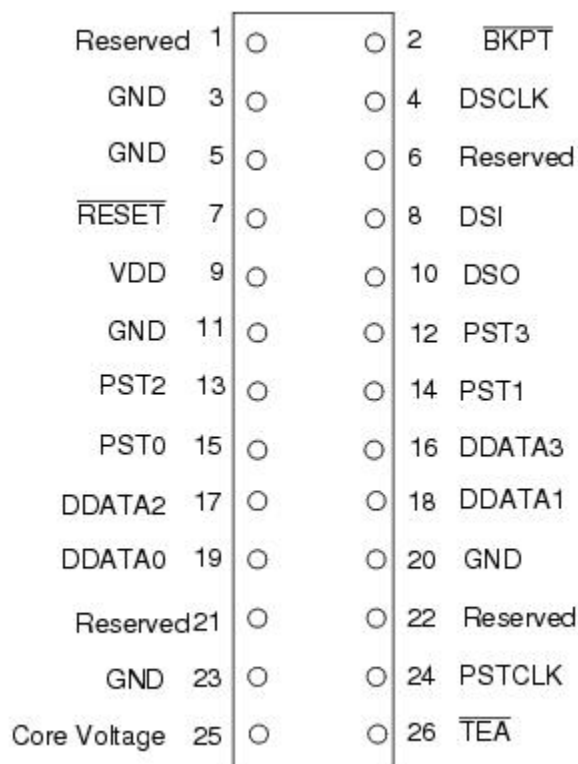 Reserved 1 2 BKPT
GND 3 4 DSCLK
GND 5 6 Reserved
RESET 7 8 DSI
VDD 9 10 DSO
GND 11 12 PST3
PST2 13 14 PST1
PST0 15 16 DDATA3
DDATA2 17 18 DDATA1
DDATA0 19 20 GND
Reserved 21 22 Reserved
GND 23 24 PSTCLK
Core Voltage 25 26 TEA